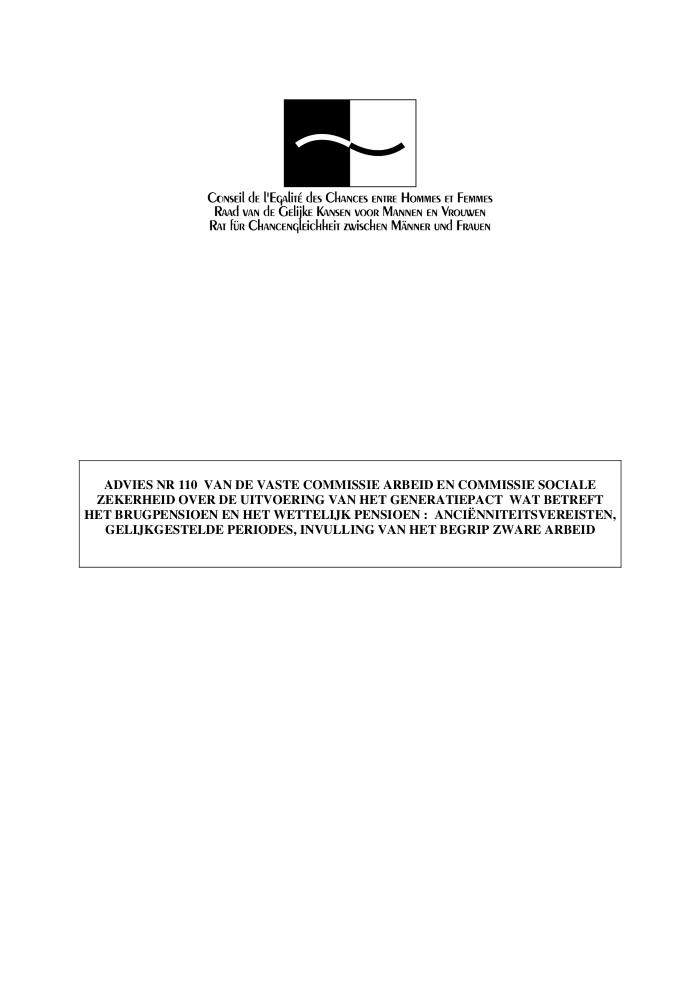 Conseil de l'Egalité des Chances entre Hommes et Femmes
Raad van de Gelijke Kansen voor Mannen en Vrouwen
Rat für Chancengleichheit zwischen Männer und Frauen
ADVIES NR 110 VAN DE VASTE COMMISSIE ARBEID EN COMMISSIE SOCIALE
ZEKERHEID OVER DE UITVOERING VAN HET GENERATIEPACT WAT BETREFT
HET BRUGPENSIOEN EN HET WETTELIJK PENSIOEN : ANCIËNNITEITSVEREISTEN,
GELIJKGESTELDE PERIODES, INVULLING VAN HET BEGRIP ZWARE ARBEID